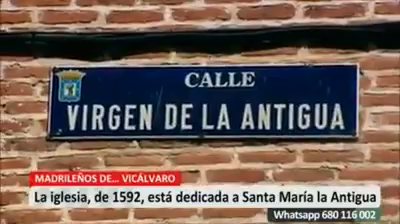 CALLE
VIRGEN DE LA ANTIGUA
MADRILEÑOS DE... VICÁLVARO
La iglesia, de 1592, está dedicada a Santa María la Antigua
Whatsapp 680 116 002